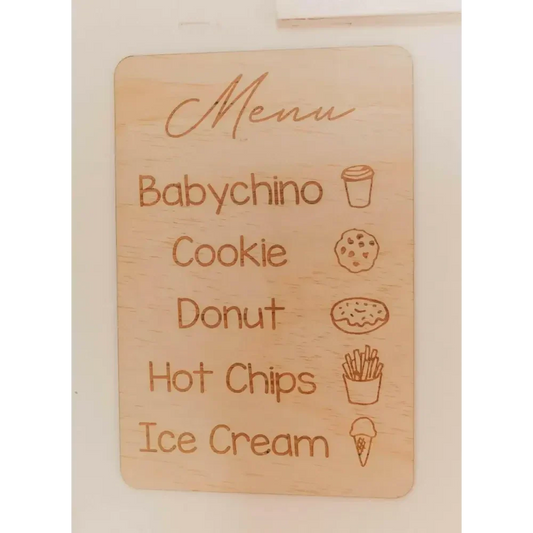 Menu
Babychino
Cookie
Donut
Hot Chips
Ice Cream